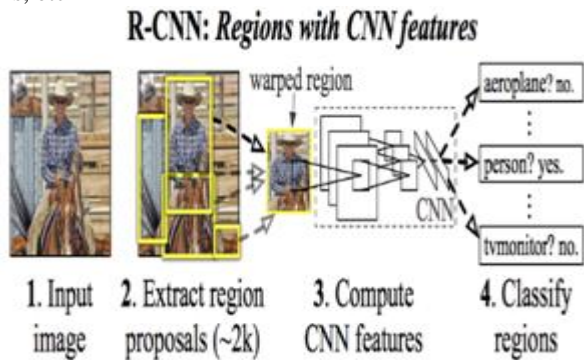 R-CNN: Regions with CNN features
warped region
aeroplane? no.
person? yes.
CNN
tvmonitor? no.
1. Input
image
2. Extract region
proposals (~2k)
3. Compute
CNN features
4. Classify
regions